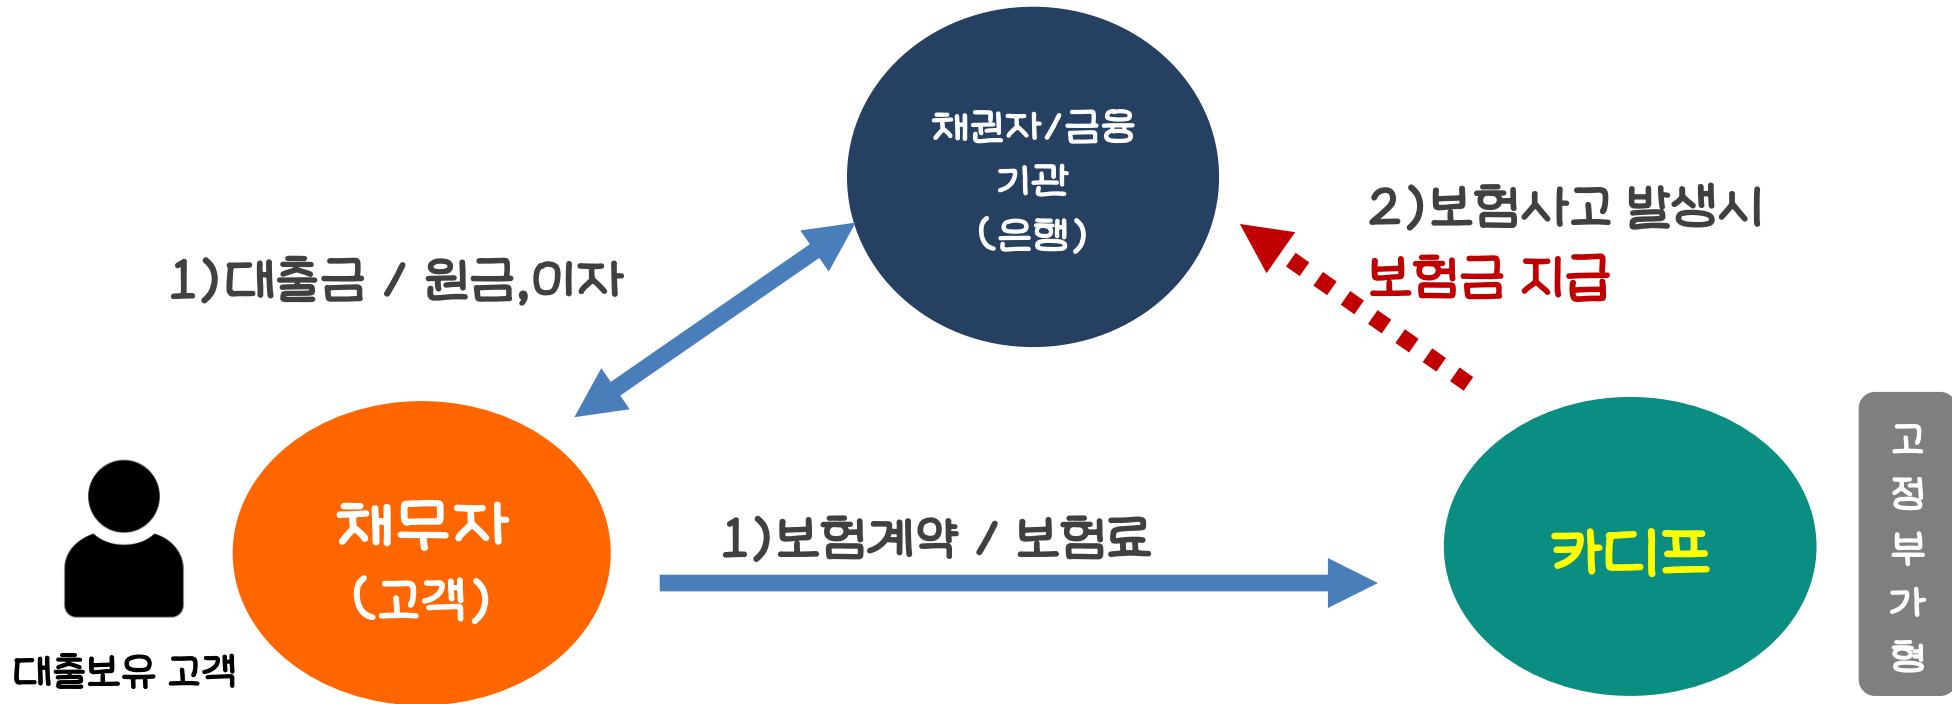 채권자/금융
기관
(은행)
2)보험사고 발생시
보험금 지급
1)대출금 / 원금,이자
채무자
(고객)
1)보험계약 / 보험료
카디프
고
정
부
가
형
대출보유 고객